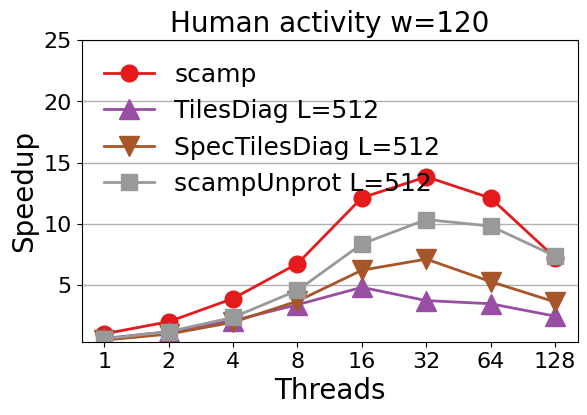 Human activity w=120
25
20
15
10
5
Speedup
scamp
TilesDiag L=512
SpecTilesDiag L=512
scampUnprot L=512
1 2 4 8 16 32 64 128
Threads